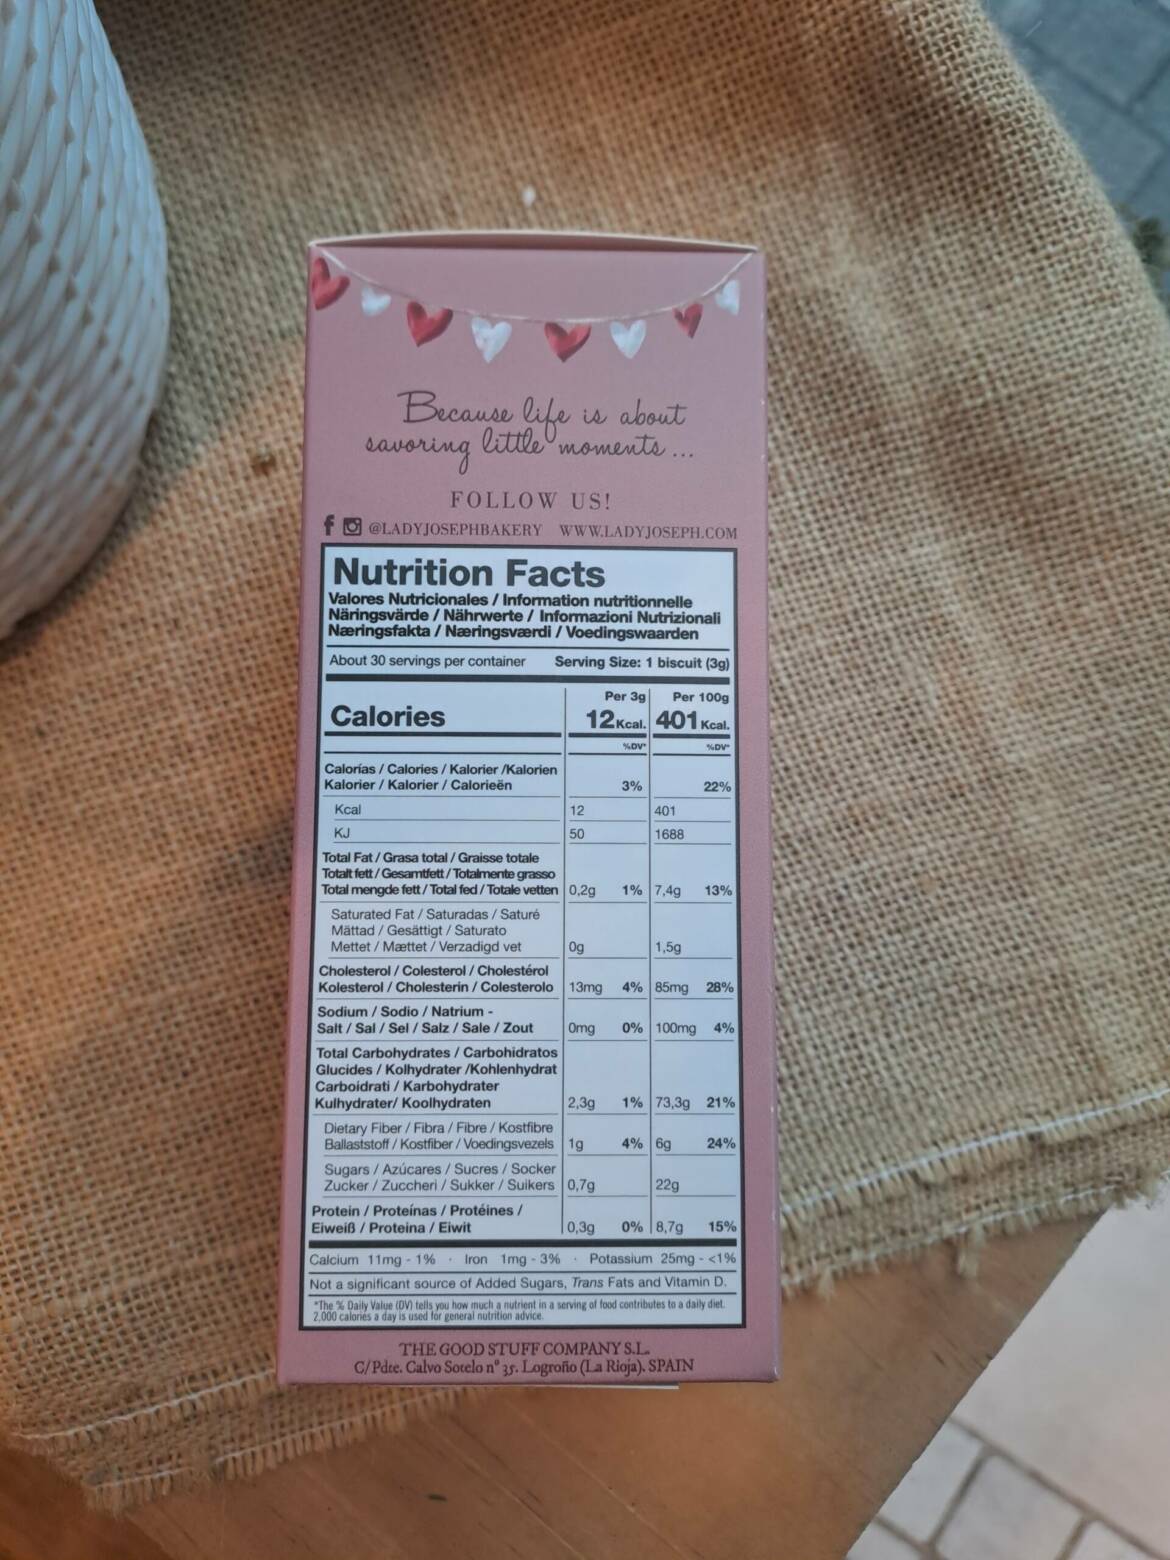 Because life is about
savoring little moments...
FOLLOW US!
f @LADYJOSEPHBAKERY WWW.LADYJOSEPH.COM
Nutrition Facts
Valores Nutricionales / Information nutritionnelle
Näringsvärde / Nährwerte / Informazioni Nutrizionali
Næringsfakta / Næringsværdi / Voedingswaarden
About 30 servings per container Serving Size: 1 biscuit (3g)
Per 3g Per 100g
Calories 12 Kcal. 401 Kcal.
%DV* %DV*
Calorías / Calories / Kalorier /Kalorien
Kalorier / Kalorier / Calorieën 3% 22%
Kcal 12 401
KJ 50 1688
Total Fat / Grasa total / Graisse totale
Totalt fett / Gesamtfett / Totalmente grasso
Total mengde fett / Total fed / Totale vetten 0,2g 1% 7,4g 13%
Saturated Fat / Saturadas / Saturé
Mättad / Gesättigt / Saturato
Mettet / Mættet / Verzadigd vet 0g 1,5g
Cholesterol / Colesterol / Cholestérol
Kolesterol / Cholesterin / Colesterolo 13mg 4% 85mg 28%
Sodium / Sodio / Natrium -
Salt / Sal / Sel / Salz / Sale / Zout 0mg 0% 100mg 4%
Total Carbohydrates / Carbohidratos
Glucides / Kolhydrater /Kohlenhydrat
Carboidrati / Karbohydrater
Kulhydrater/ Koolhydraten 2,3g 1% 73,3g 21%
Dietary Fiber / Fibra / Fibre / Kostfibre
Ballaststoff / Kostfiber / Voedingsvezels 1g 4% 6g 24%
Sugars / Azúcares / Sucres / Socker
Zucker / Zuccheri / Sukker / Suikers 0,7g 22g
Protein / Proteínas / Protéines /
Eiweiß / Proteina / Eiwit 0,3g 0% 8,7g 15%
Calcium 11mg - 1% · Iron 1mg - 3% · Potassium 25mg - <1%
Not a significant source of Added Sugars, Trans Fats and Vitamin D.
*The % Daily Value (DV) tells you how much a nutrient in a serving of food contributes to a daily diet.
2,000 calories a day is used for general nutrition advice.
THE GOOD STUFF COMPANY S.L.
C/Pdte. Calvo Sotelo nº 35. Logroño (La Rioja). SPAIN